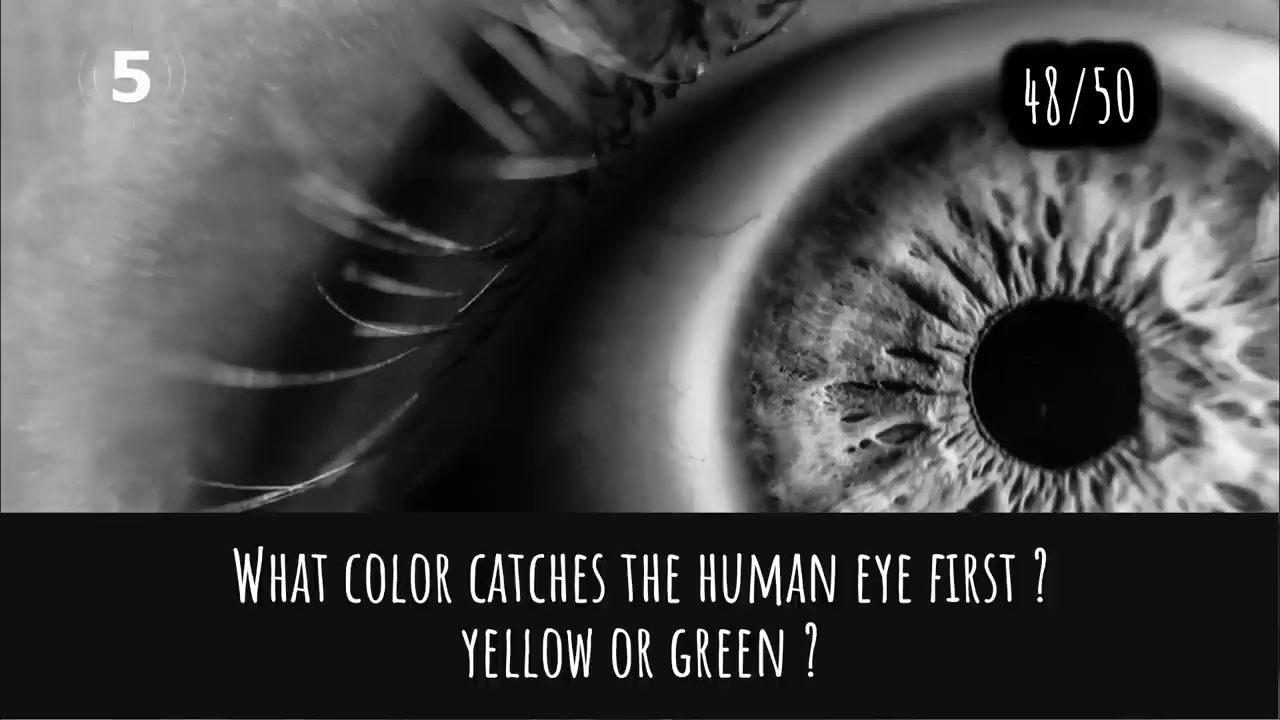 5
48/50
What color catches the human eye first ?
yellow or green ?